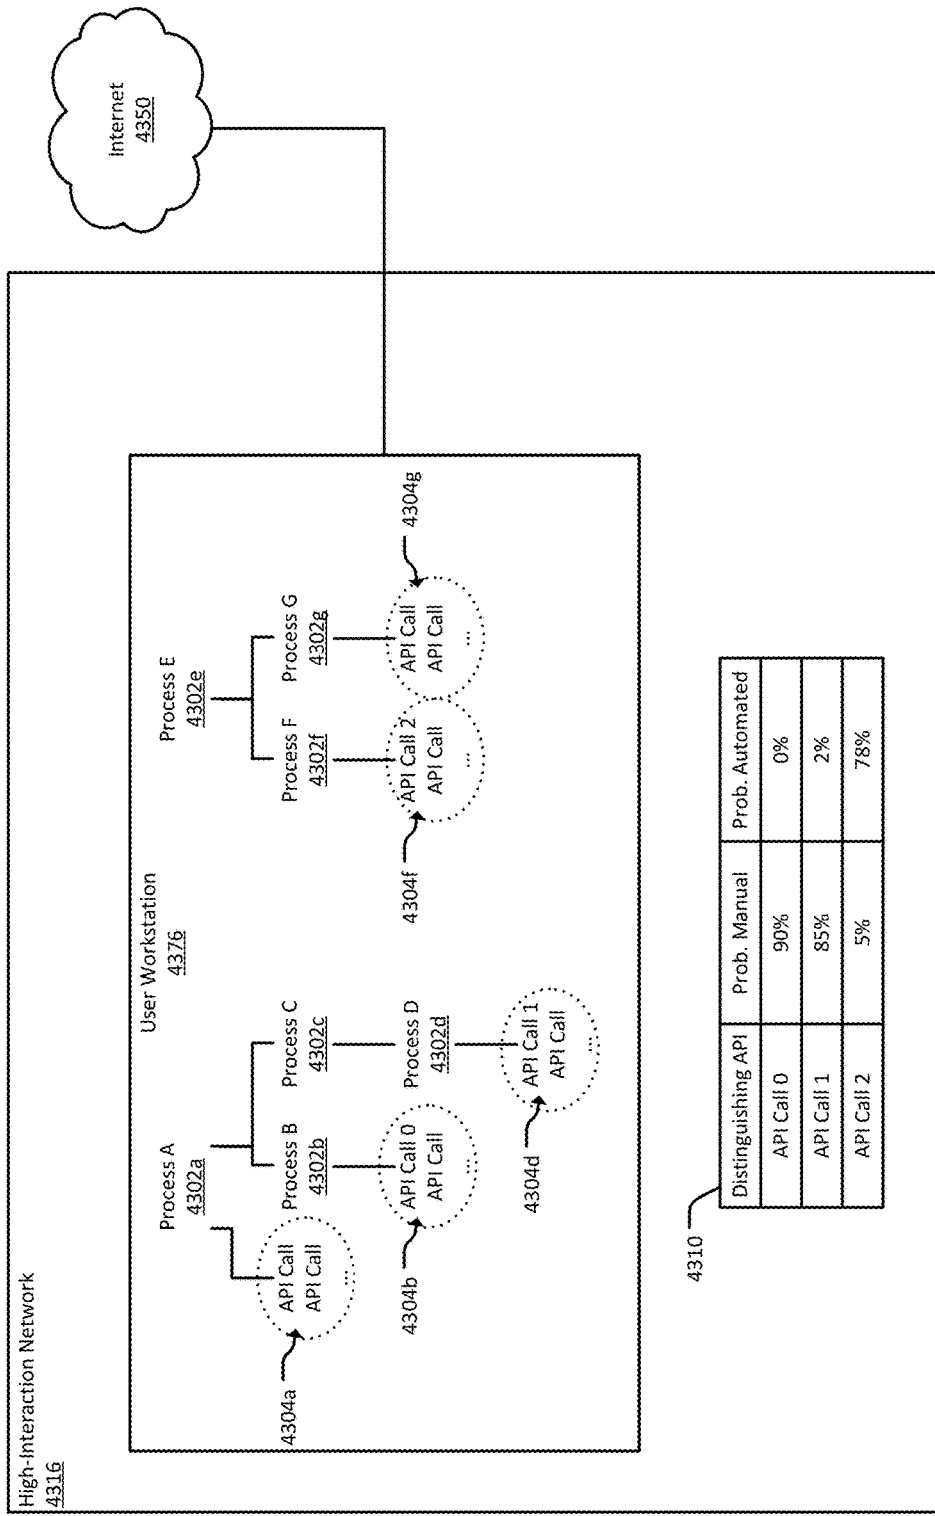 High-Interaction Network
4316
Internet
4350
User Workstation
4376
Process A
4302a
Process E
4302e
API Call
API Call
...
4304a
Process B
4302b
Process C
4302c
Process F
4302f
Process G
4302g
API Call 0
API Call
...
4304b
Process D
4302d
API Call 2
API Call
...
4304f
API Call
API Call
...
4304g
API Call 1
API Call
...
4304d
4310
Distinguishing API Prob. Manual Prob. Automated
API Call 0 90% 0%
API Call 1 85% 2%
API Call 2 5% 78%